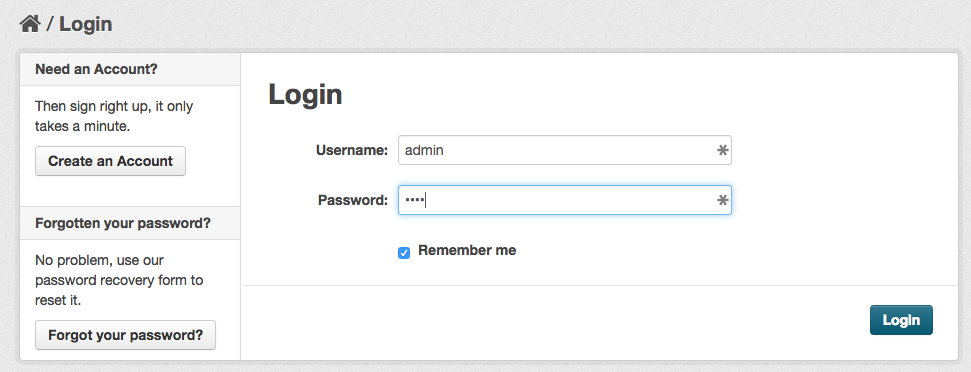 / Login
Need an Account?
Then sign right up, it only
takes a minute.
Create an Account
Forgotten your password?
No problem, use our
password recovery form to
reset it.
Forgot your password?
Login
Username: admin *
Password: •••• *
Remember me
Login